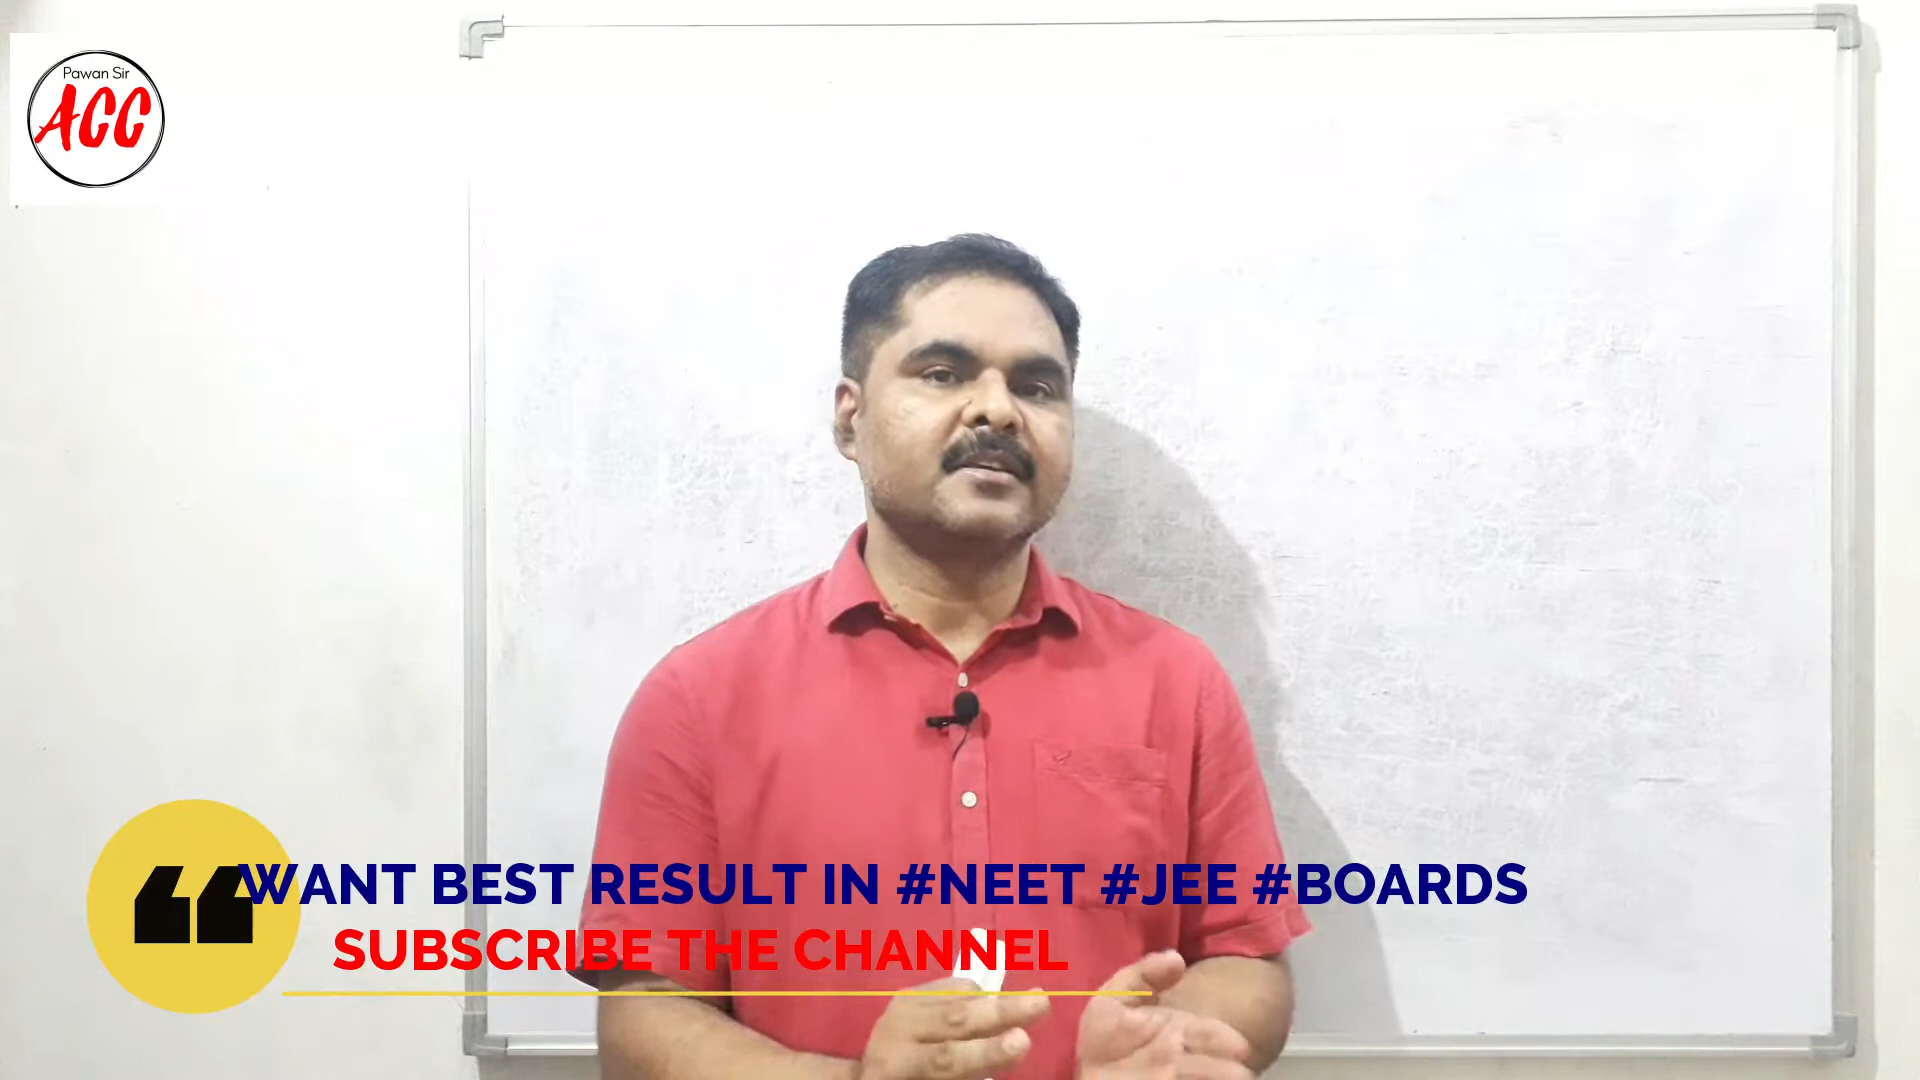 Pawan Sir
ACC
WANT BEST RESULT IN #NEET #JEE #BOARDS
SUBSCRIBE THE CHANNEL